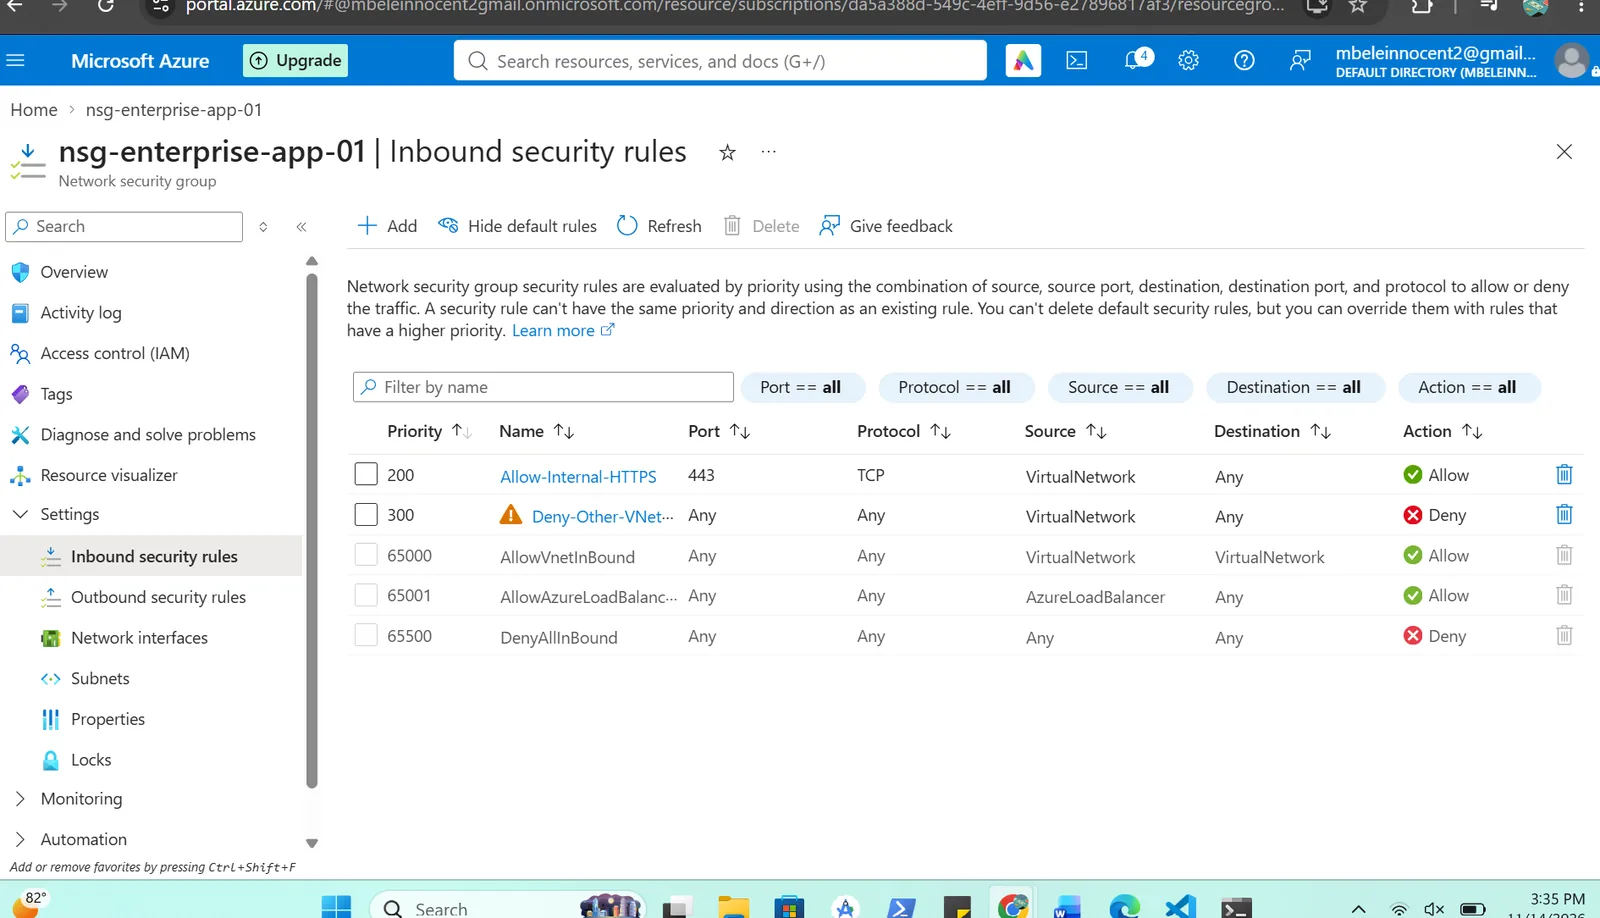 portal.azure.com/#@mbeleinnocent2gmail.onmicrosoft.com/resource/subscriptions/da5a388d-549c-4eff-9d56-e27896817af3/resourcegro...
Microsoft Azure
Upgrade
Search resources, services, and docs (G+/)
4
mbeleinnocent2@gmail...
DEFAULT DIRECTORY (MBELEINN...
Home > nsg-enterprise-app-01
nsg-enterprise-app-01 | Inbound security rules
Network security group
Search
Add Hide default rules Refresh Delete Give feedback
Overview
Activity log
Access control (IAM)
Tags
Diagnose and solve problems
Resource visualizer
Settings
Inbound security rules
Outbound security rules
Network interfaces
Subnets
Properties
Locks
Monitoring
Automation
Add or remove favorites by pressing Ctrl+Shift+F
Network security group security rules are evaluated by priority using the combination of source, source port, destination, destination port, and protocol to allow or deny
the traffic. A security rule can't have the same priority and direction as an existing rule. You can't delete default security rules, but you can override them with rules that
have a higher priority. Learn more
Filter by name Port == all Protocol == all Source == all Destination == all Action == all
Priority Name Port Protocol Source Destination Action
200 Allow-Internal-HTTPS 443 TCP VirtualNetwork Any Allow
300 Deny-Other-VNet... Any Any VirtualNetwork Any Deny
65000 AllowVnetInBound Any Any VirtualNetwork VirtualNetwork Allow
65001 AllowAzureLoadBalanc... Any Any AzureLoadBalancer Any Allow
65500 DenyAllInBound Any Any Any Any Deny
82°
Search
3:35 PM